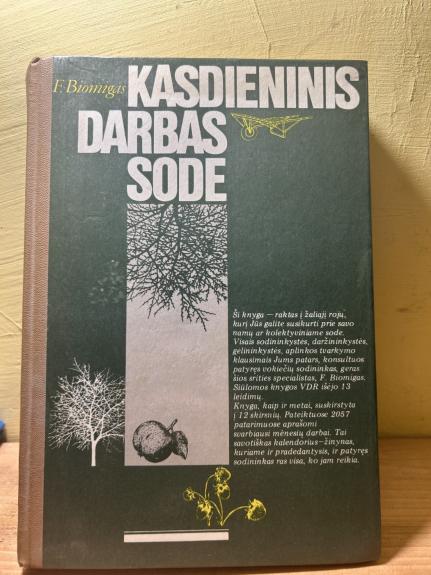 F. Biomigas
KASDIENINIS
DARBAS
SODE
Ši knyga — raktas į žaliąjį rojų,
kurį Jūs galite susikurti prie savo
namų ar kolektyviniame sode.
Visais sodininkystės, daržininkystės,
gėlininkystės, aplinkos tvarkymo
klausimais Jums patars, konsultuos
patyręs vokiečių sodininkas, geras
šios srities specialistas, F. Biomigas.
Siūlomos knygos VDR išėjo 13
leidimų.
Knyga, kaip ir metai, suskirstyta
į 12 skirsnių. Pateiktuose 2057
patarimuose aprašomi
svarbiausi mėnesių darbai. Tai
savotiškas kalendorius—žinynas,
kuriame ir pradedantysis, ir patyręs
sodininkas ras visa, ko jam reikia.